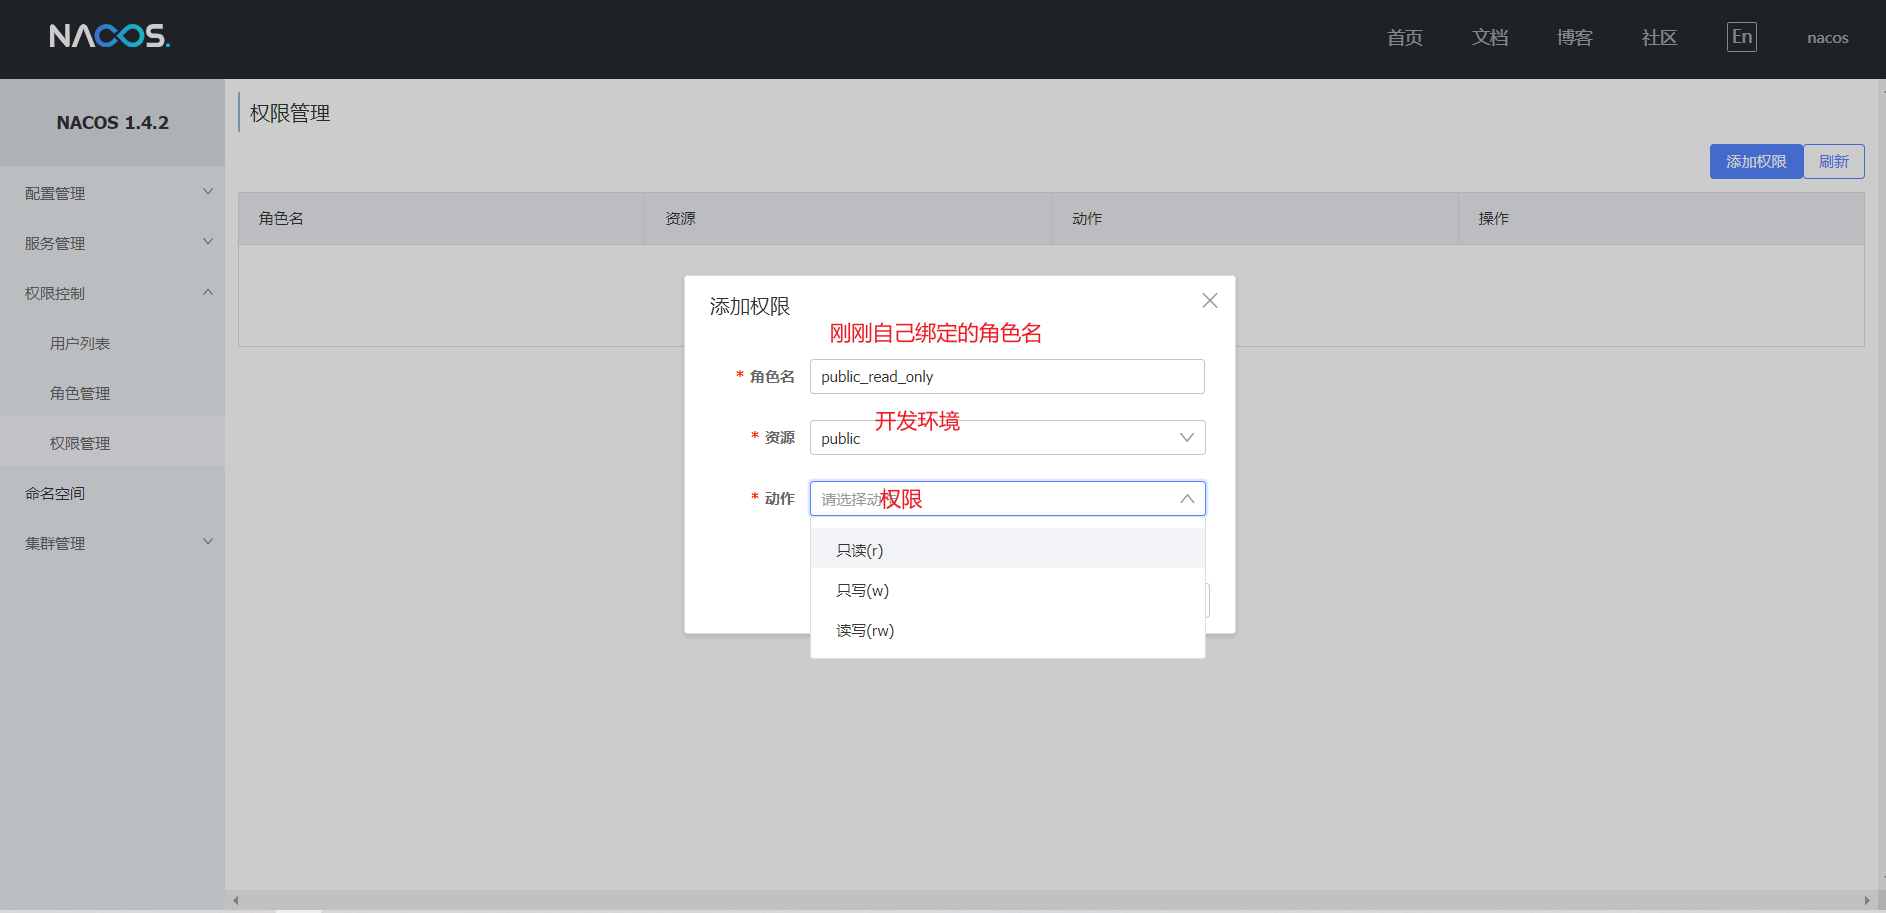 NACOS.
首页 文档 博客 社区 En nacos
NACOS 1.4.2
配置管理
服务管理
权限控制
用户列表
角色管理
权限管理
命名空间
集群管理
权限管理
添加权限 刷新
角色名 资源 动作 操作
添加权限
刚刚自己绑定的角色名
* 角色名 public_read_only
开发环境
* 资源 public
* 动作 请选择动 权限
只读(r)
只写(w)
读写(rw)